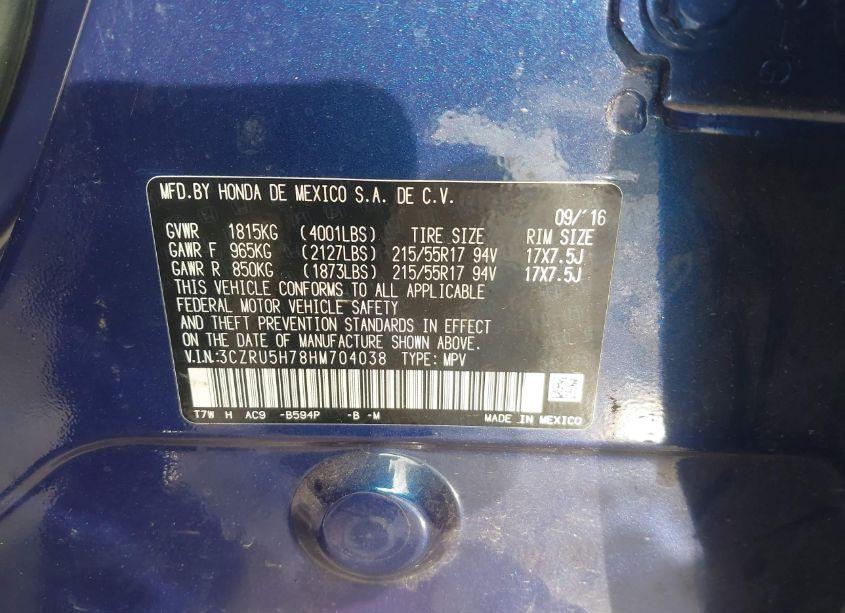 MFD.BY HONDA DE MEXICO S.A. DE C.V.
09/'16
GVWR 1815KG (4001LBS) TIRE SIZE RIM SIZE
GAWR F 965KG (2127LBS) 215/55R17 94V 17X7.5J
GAWR R 850KG (1873LBS) 215/55R17 94V 17X7.5J
THIS VEHICLE CONFORMS TO ALL APPLICABLE
FEDERAL MOTOR VEHICLE SAFETY
AND THEFT PREVENTION STANDARDS IN EFFECT
ON THE DATE OF MANUFACTURE SHOWN ABOVE.
V.I.N.:3CZRU5H78HM704038 TYPE: MPV
T7W H AC9 -B594P -B -M MADE IN MEXICO